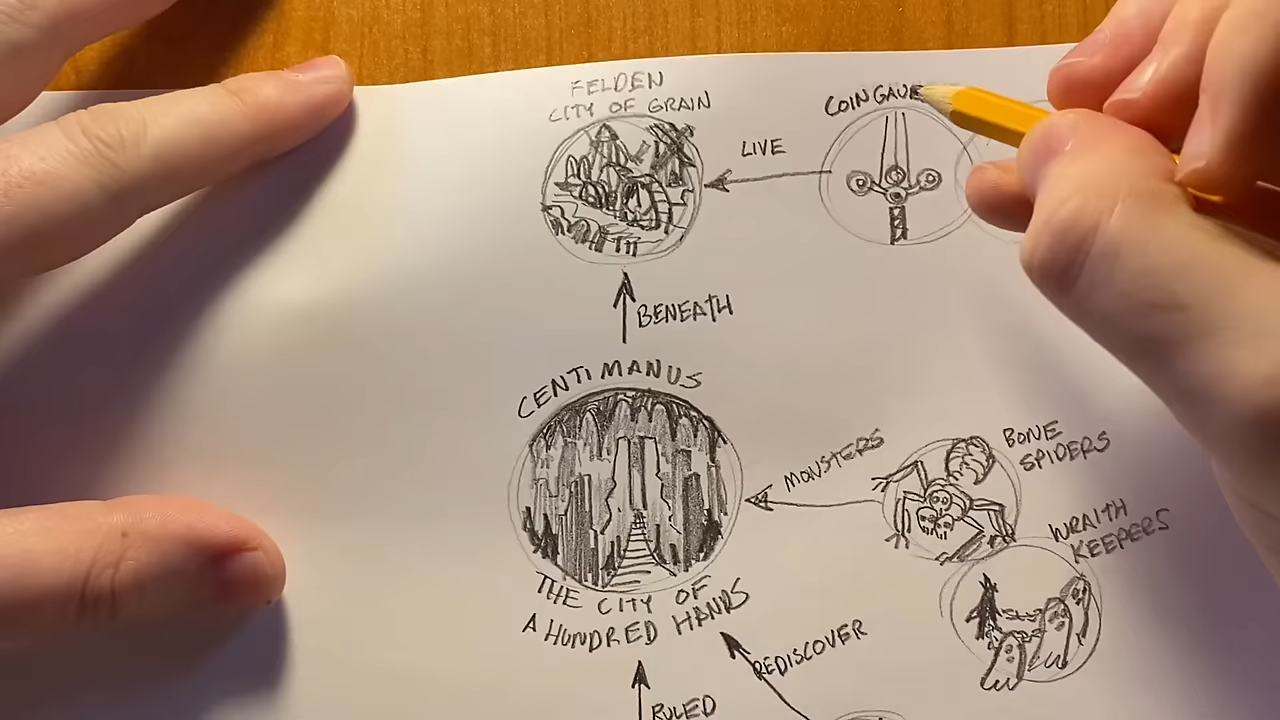 FELDEN
CITY OF GRAIN
COINGAVE
LIVE
BENEATH
CENTIMANUS
MONSTERS
BONE
SPIDERS
WRAITH
KEEPERS
THE CITY OF
A HUNDRED HANDS
REDISCOVER
RULED